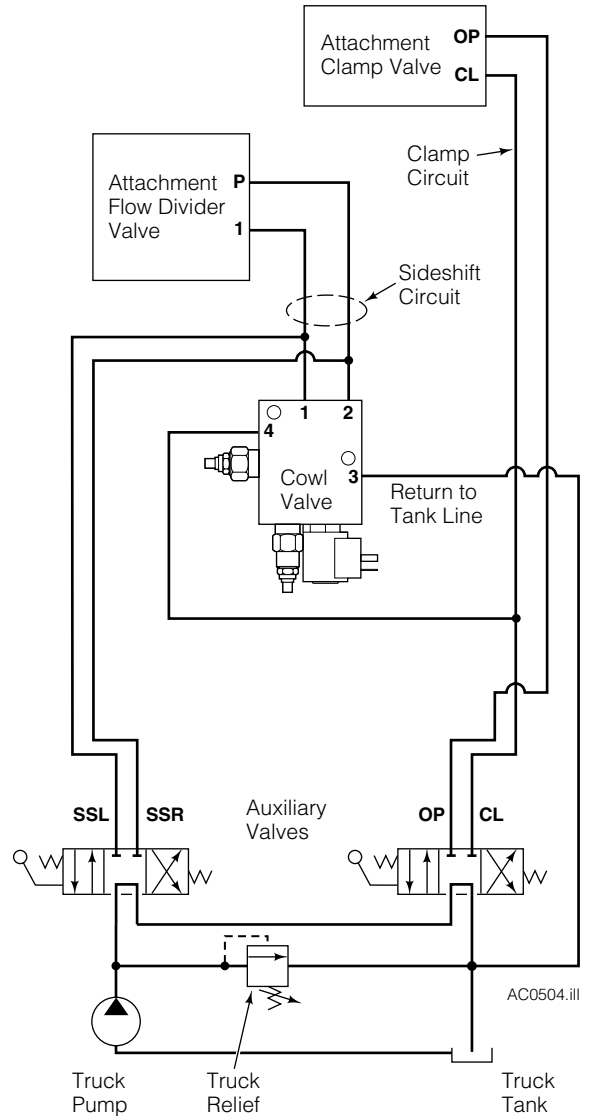 Attachment
Clamp Valve
OP
CL
Clamp
Circuit
Attachment
Flow Divider
Valve
P
1
Sideshift
Circuit
1
2
4
3
Cowl
Valve
Return to
Tank Line
SSL
SSR
Auxiliary
Valves
OP
CL
AC0504.ill
Truck
Pump
Truck
Relief
Truck
Tank